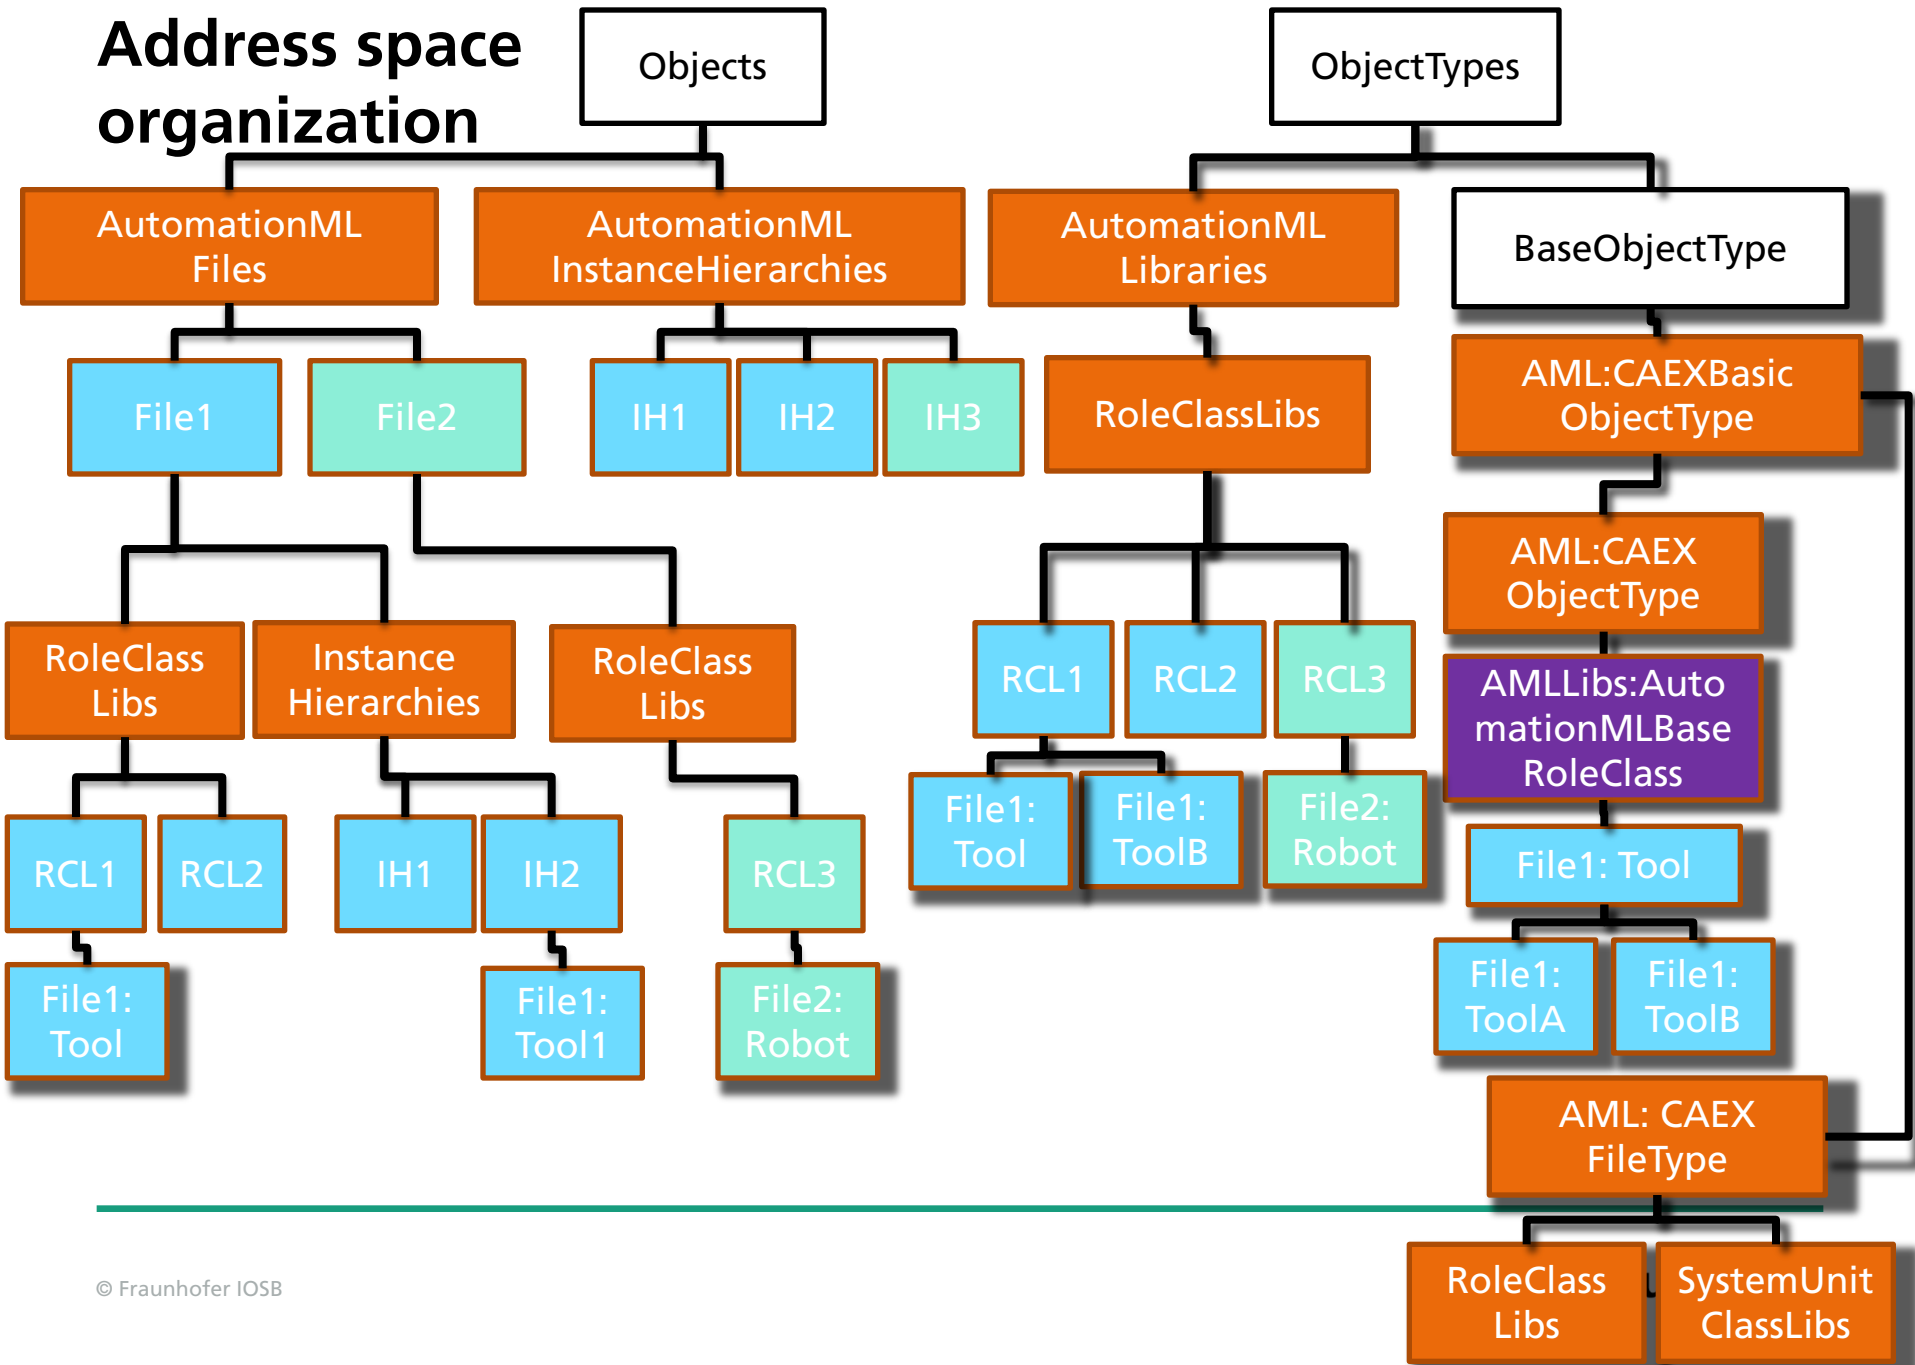 Address space
organization
Objects
ObjectTypes
AutomationML
Files
AutomationML
InstanceHierarchies
AutomationML
Libraries
BaseObjectType
File1
File2
IH1
IH2
IH3
RoleClassLibs
AML:CAEXBasic
ObjectType
AML:CAEX
ObjectType
RoleClass
Libs
Instance
Hierarchies
RoleClass
Libs
RCL1
RCL2
RCL3
AMLLibs:Auto
mationMLBase
RoleClass
File1:
Tool
File1:
ToolB
File2:
Robot
RCL1
RCL2
IH1
IH2
RCL3
File1: Tool
File1:
Tool
File1:
Tool1
File2:
Robot
File1:
ToolA
File1:
ToolB
AML: CAEX
FileType
RoleClass
Libs
SystemUnit
ClassLibs
© Fraunhofer IOSB